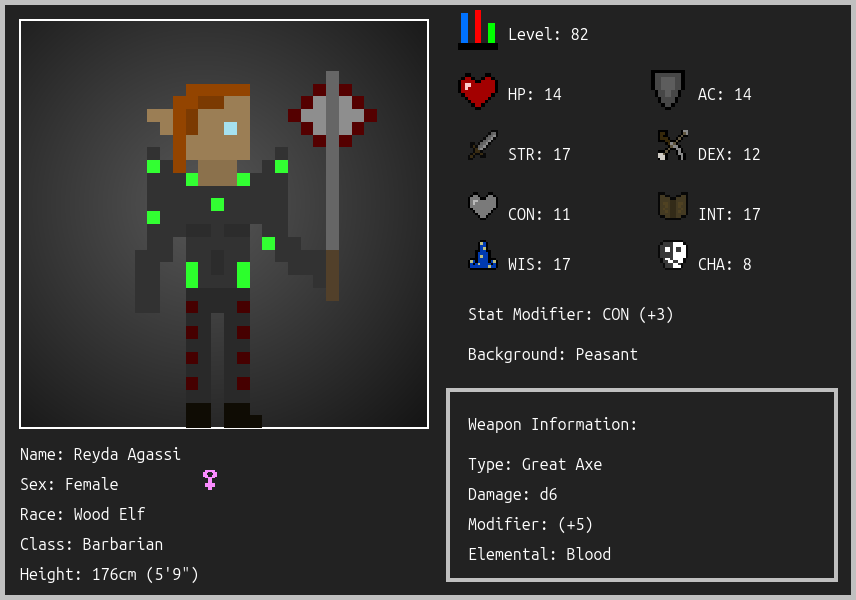 Level: 82
HP: 14
AC: 14
STR: 17
DEX: 12
CON: 11
INT: 17
WIS: 17
CHA: 8
Stat Modifier: CON (+3)
Background: Peasant
Weapon Information:
Type: Great Axe
Damage: d6
Modifier: (+5)
Elemental: Blood
Name: Reyda Agassi
Sex: Female
Race: Wood Elf
Class: Barbarian
Height: 176cm (5'9")